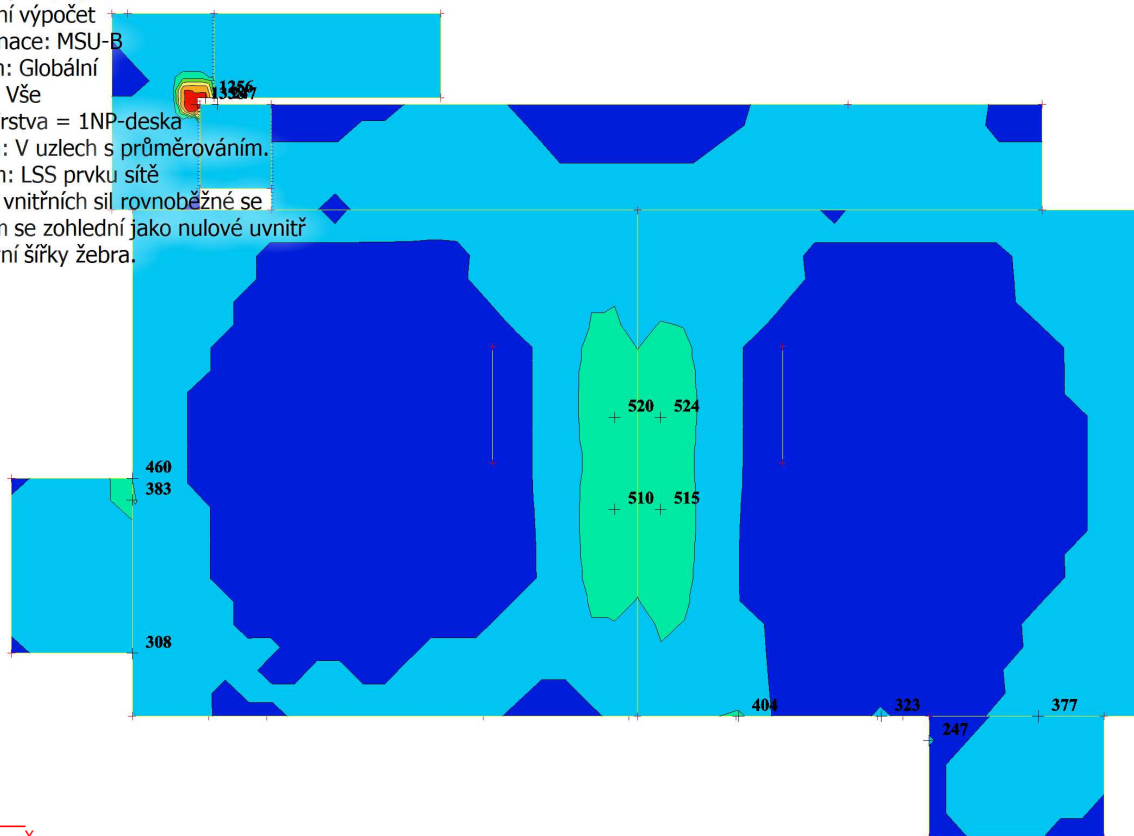 ní výpočet
nace: MSU-B
n: Globální
Vše
rstva = 1NP-deska
: V uzlech s průměrováním.
n: LSS prvku sítě
vnitřních sil rovnoběžné se
n se zohlední jako nulové uvnitř
ní šířky žebra.
1256
520 524
460
383
510 515
308
404 323 377
247
x